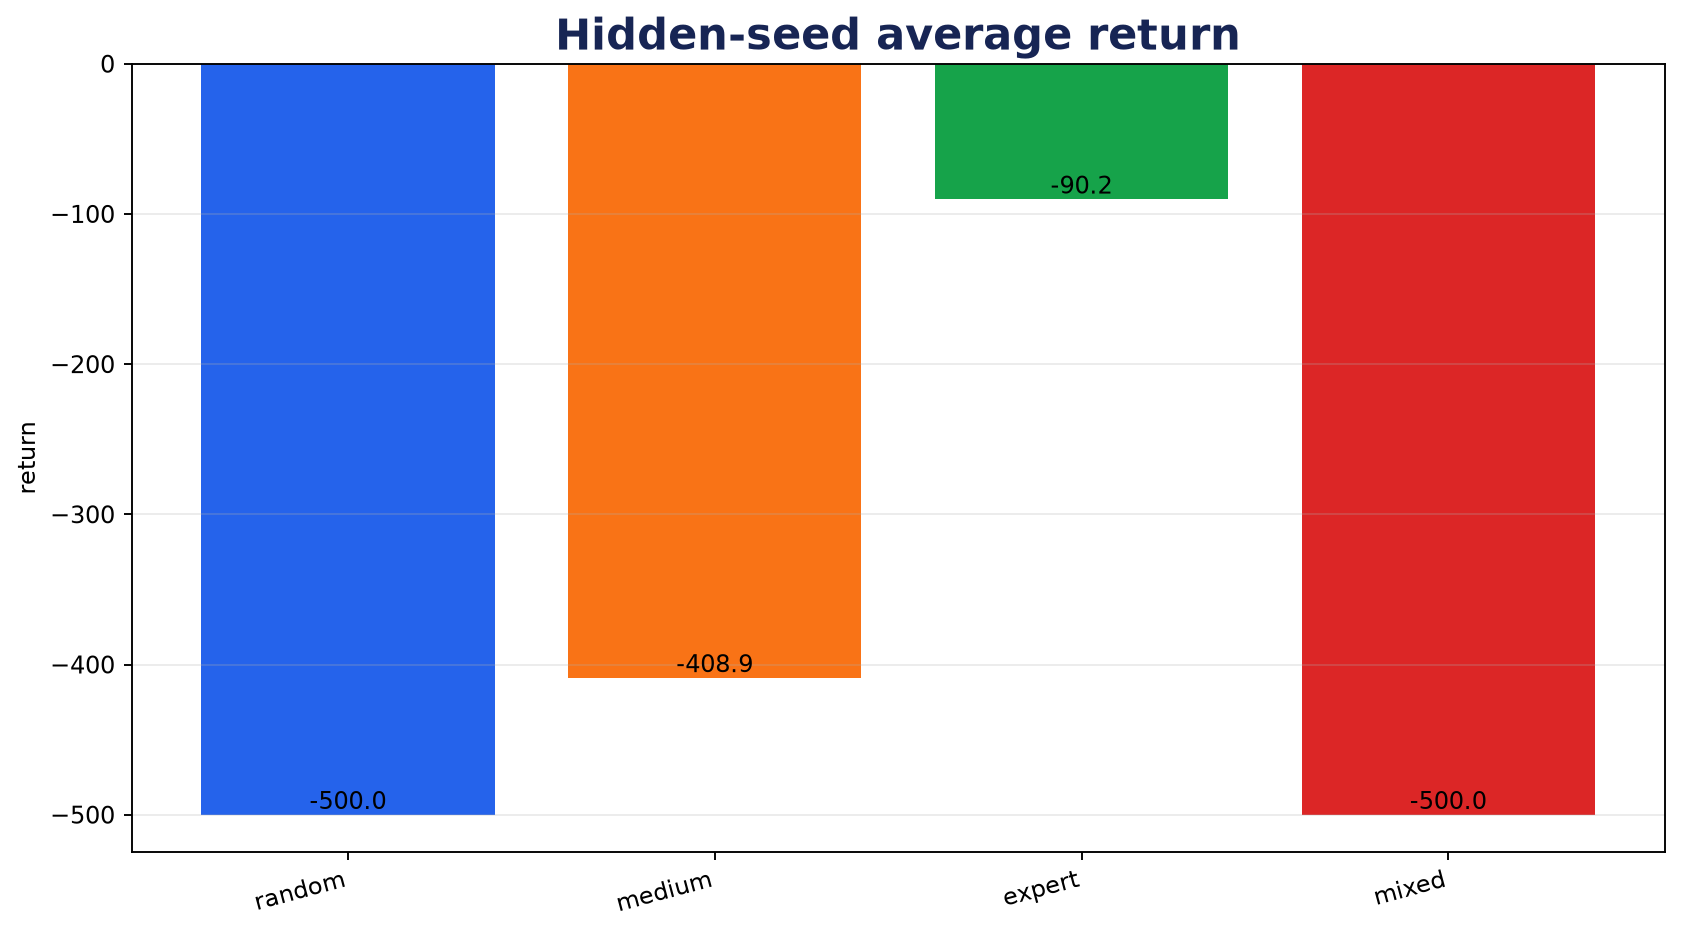 Hidden-seed average return
return
0
−100
−200
−300
−400
−500
-500.0
-408.9
-90.2
-500.0
random
medium
expert
mixed